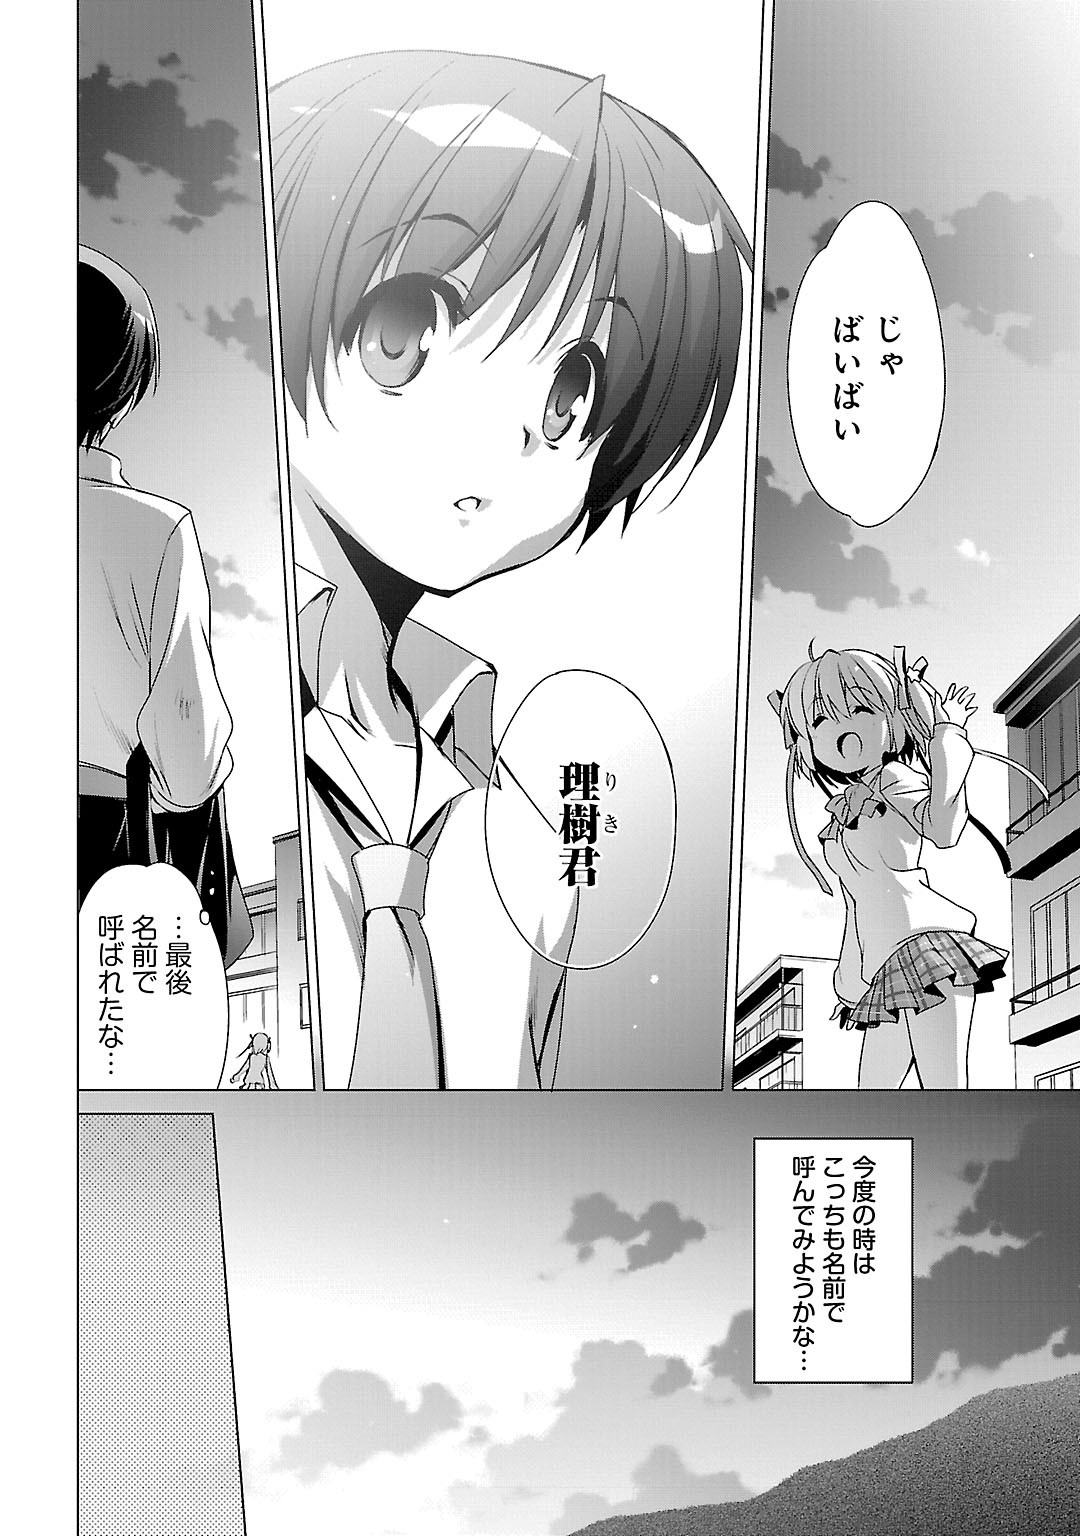 じゃ
ばいばい
理樹君
りき
…最後
名前で
呼ばれたな…
今度の時は
こっちも名前で
呼んでみようかな…